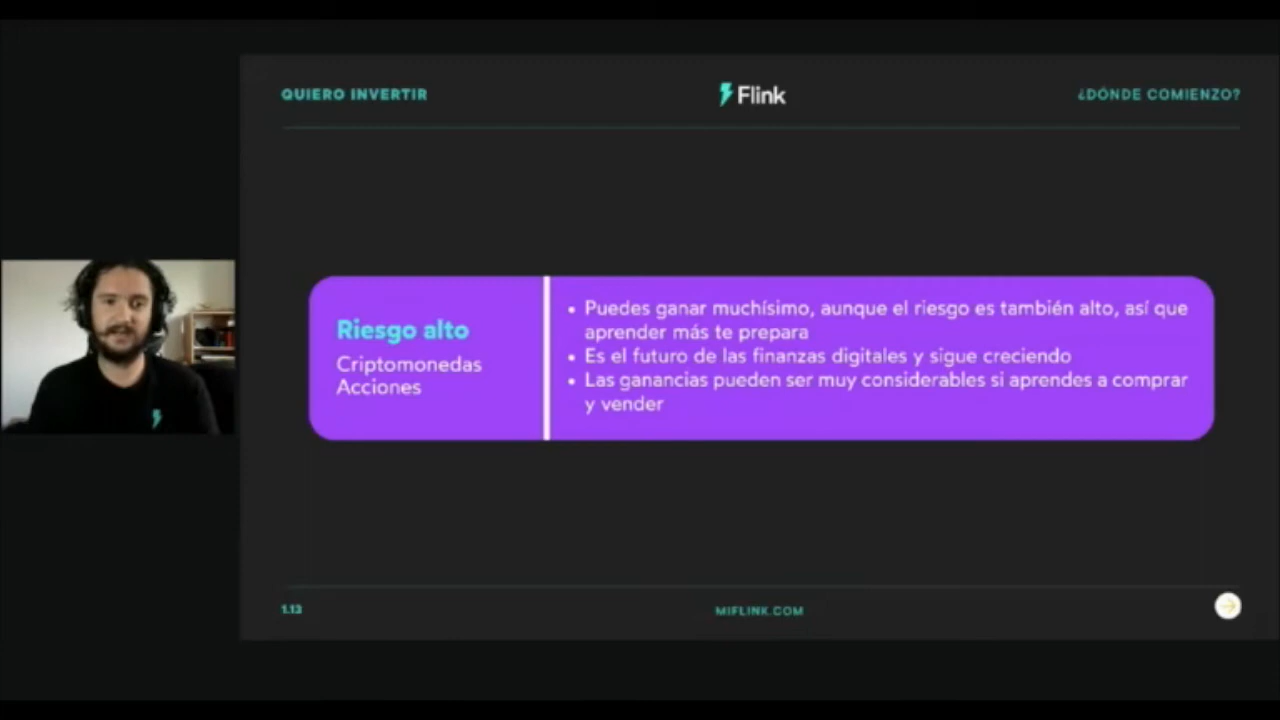 QUIERO INVERTIR
Flink
¿DÓNDE COMIENZO?
Riesgo alto
Criptomonedas
Acciones
• Puedes ganar muchísimo, aunque el riesgo es también alto, así que
aprender más te prepara
• Es el futuro de las finanzas digitales y sigue creciendo
• Las ganancias pueden ser muy considerables si aprendes a comprar
y vender
1.13
MIFLINK.COM